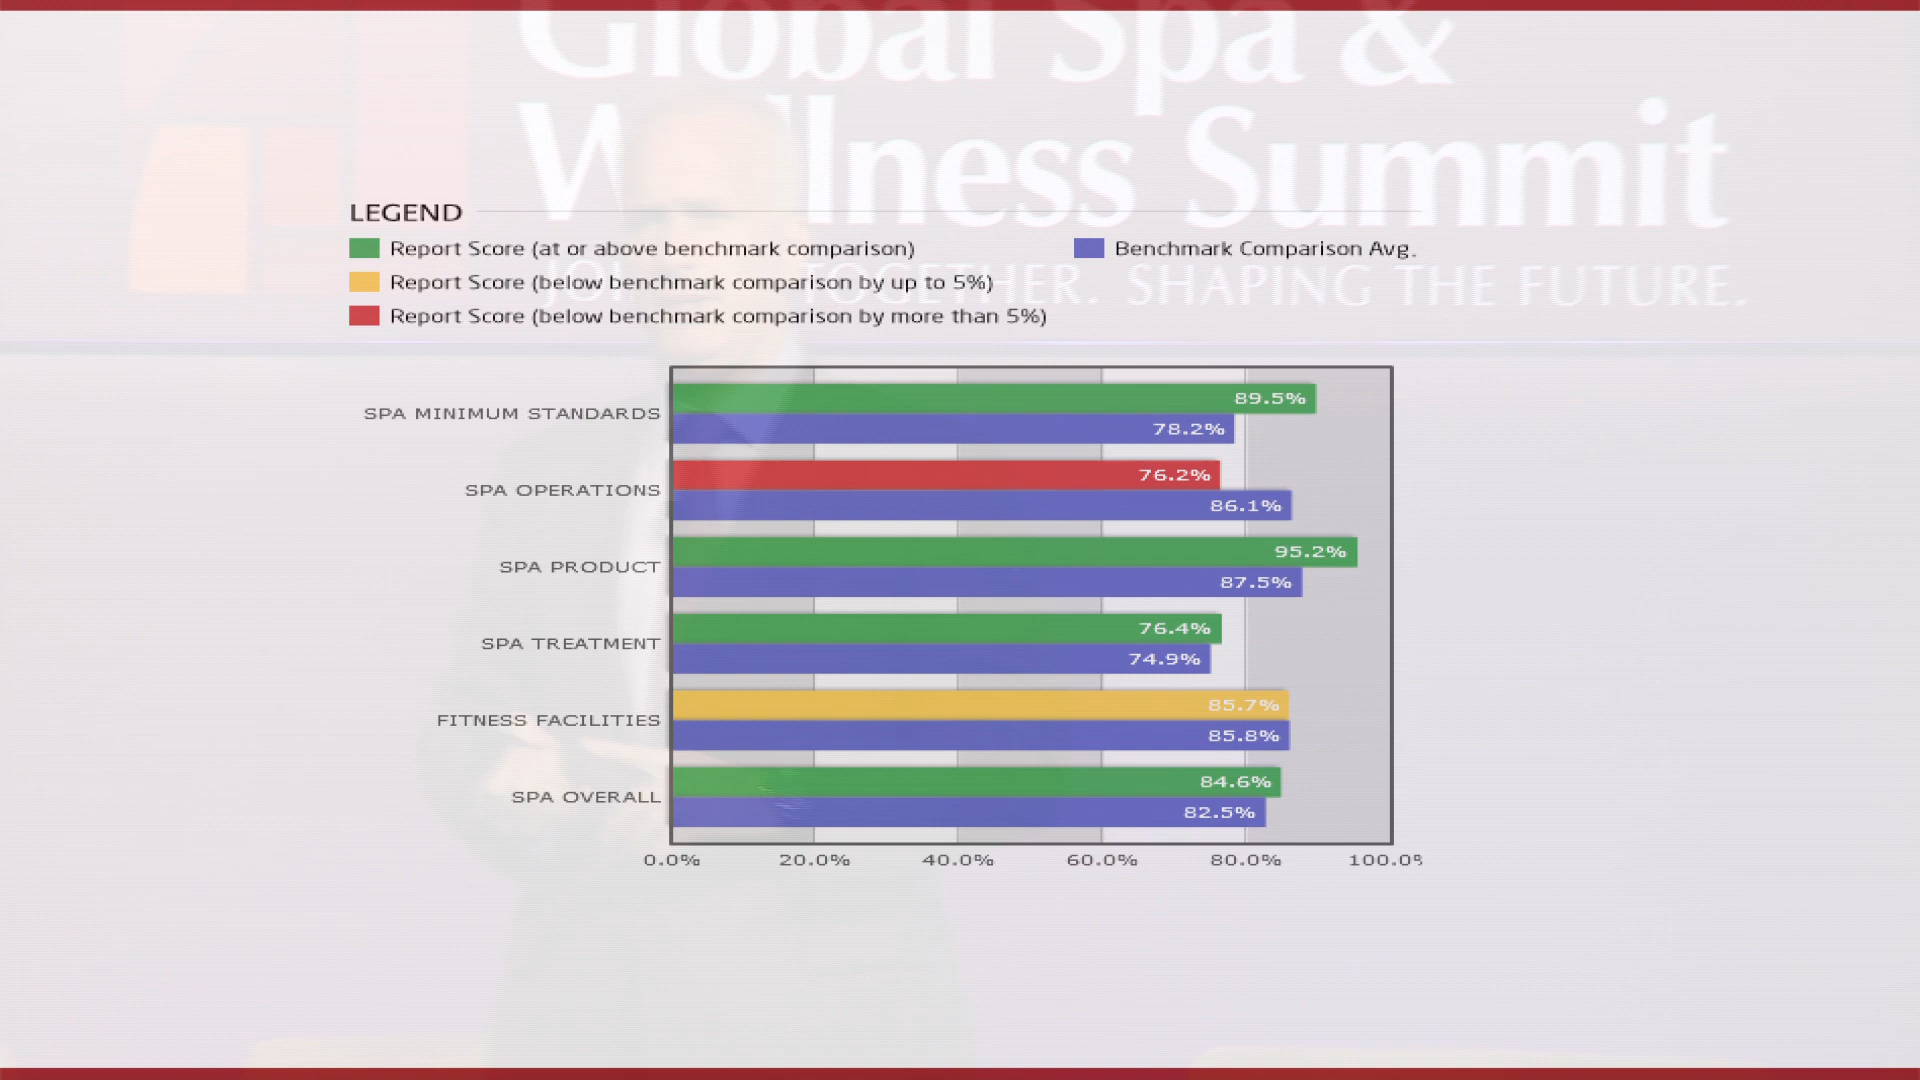 Global Spa &
Wellness Summit
TOGETHER. SHAPING THE FUTURE.
LEGEND
Report Score (at or above benchmark comparison)
Benchmark Comparison Avg.
Report Score (below benchmark comparison by up to 5%)
Report Score (below benchmark comparison by more than 5%)
SPA MINIMUM STANDARDS
89.5%
78.2%
SPA OPERATIONS
76.2%
86.1%
SPA PRODUCT
95.2%
87.5%
SPA TREATMENT
76.4%
74.9%
FITNESS FACILITIES
85.7%
85.8%
SPA OVERALL
84.6%
82.5%
0.0% 20.0% 40.0% 60.0% 80.0% 100.0%